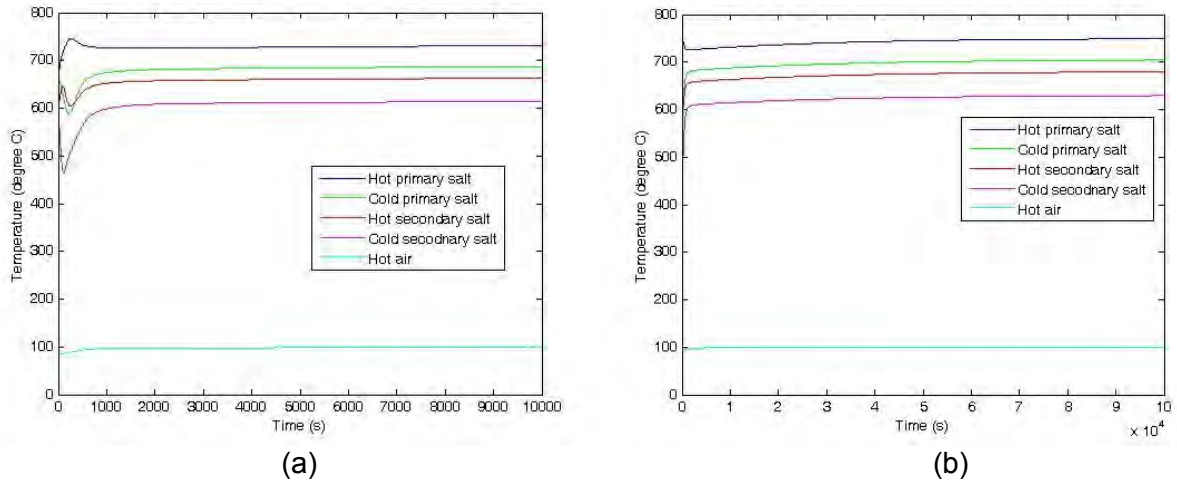 800
700
600
500
400
300
200
100
0
Temperature (degree C)
Hot primary salt
Cold primary salt
Hot secondary salt
Cold seoodnary salt
Hot air
0 1000 2000 3000 4000 5000 6000 7000 8000 9000 10000
Time (s)
(a)
800
700
600
500
400
300
200
100
0
Temperature (degree C)
Hot primary salt
Cold primary salt
Hot secondary salt
Cold seoodnary salt
Hot air
0 1 2 3 4 5 6 7 8 9 10
x 10^4
Time (s)
(b)